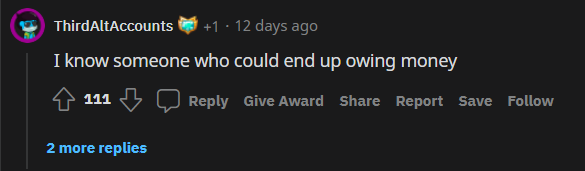 ThirdAltAccounts +1 · 12 days ago
I know someone who could end up owing money
111 Reply Give Award Share Report Save Follow
2 more replies